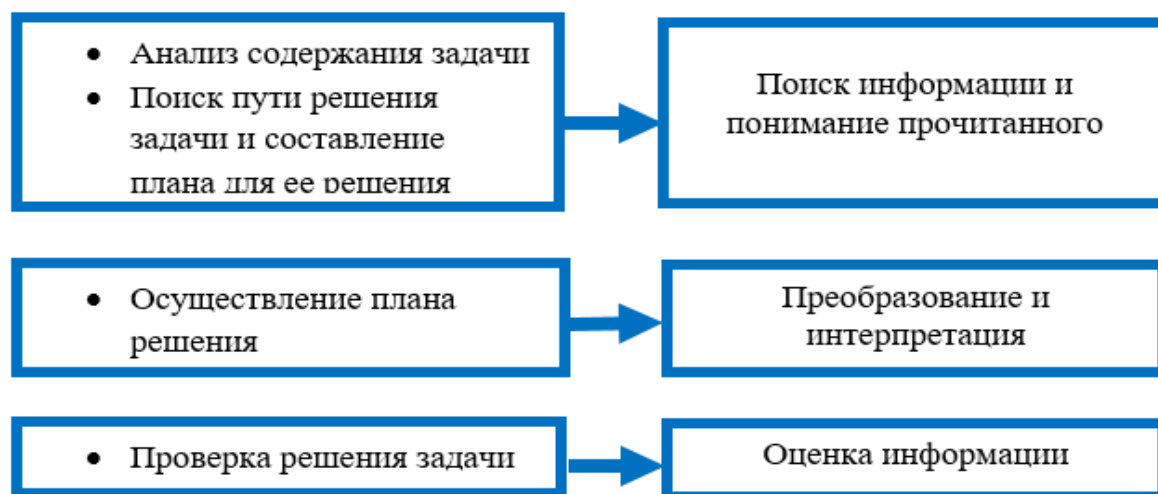 • Анализ содержания задачи
• Поиск пути решения
задачи и составление
плана для ее решения
Поиск информации и
понимание прочитанного
• Осуществление плана
решения
Преобразование и
интерпретация
• Проверка решения задачи
Оценка информации